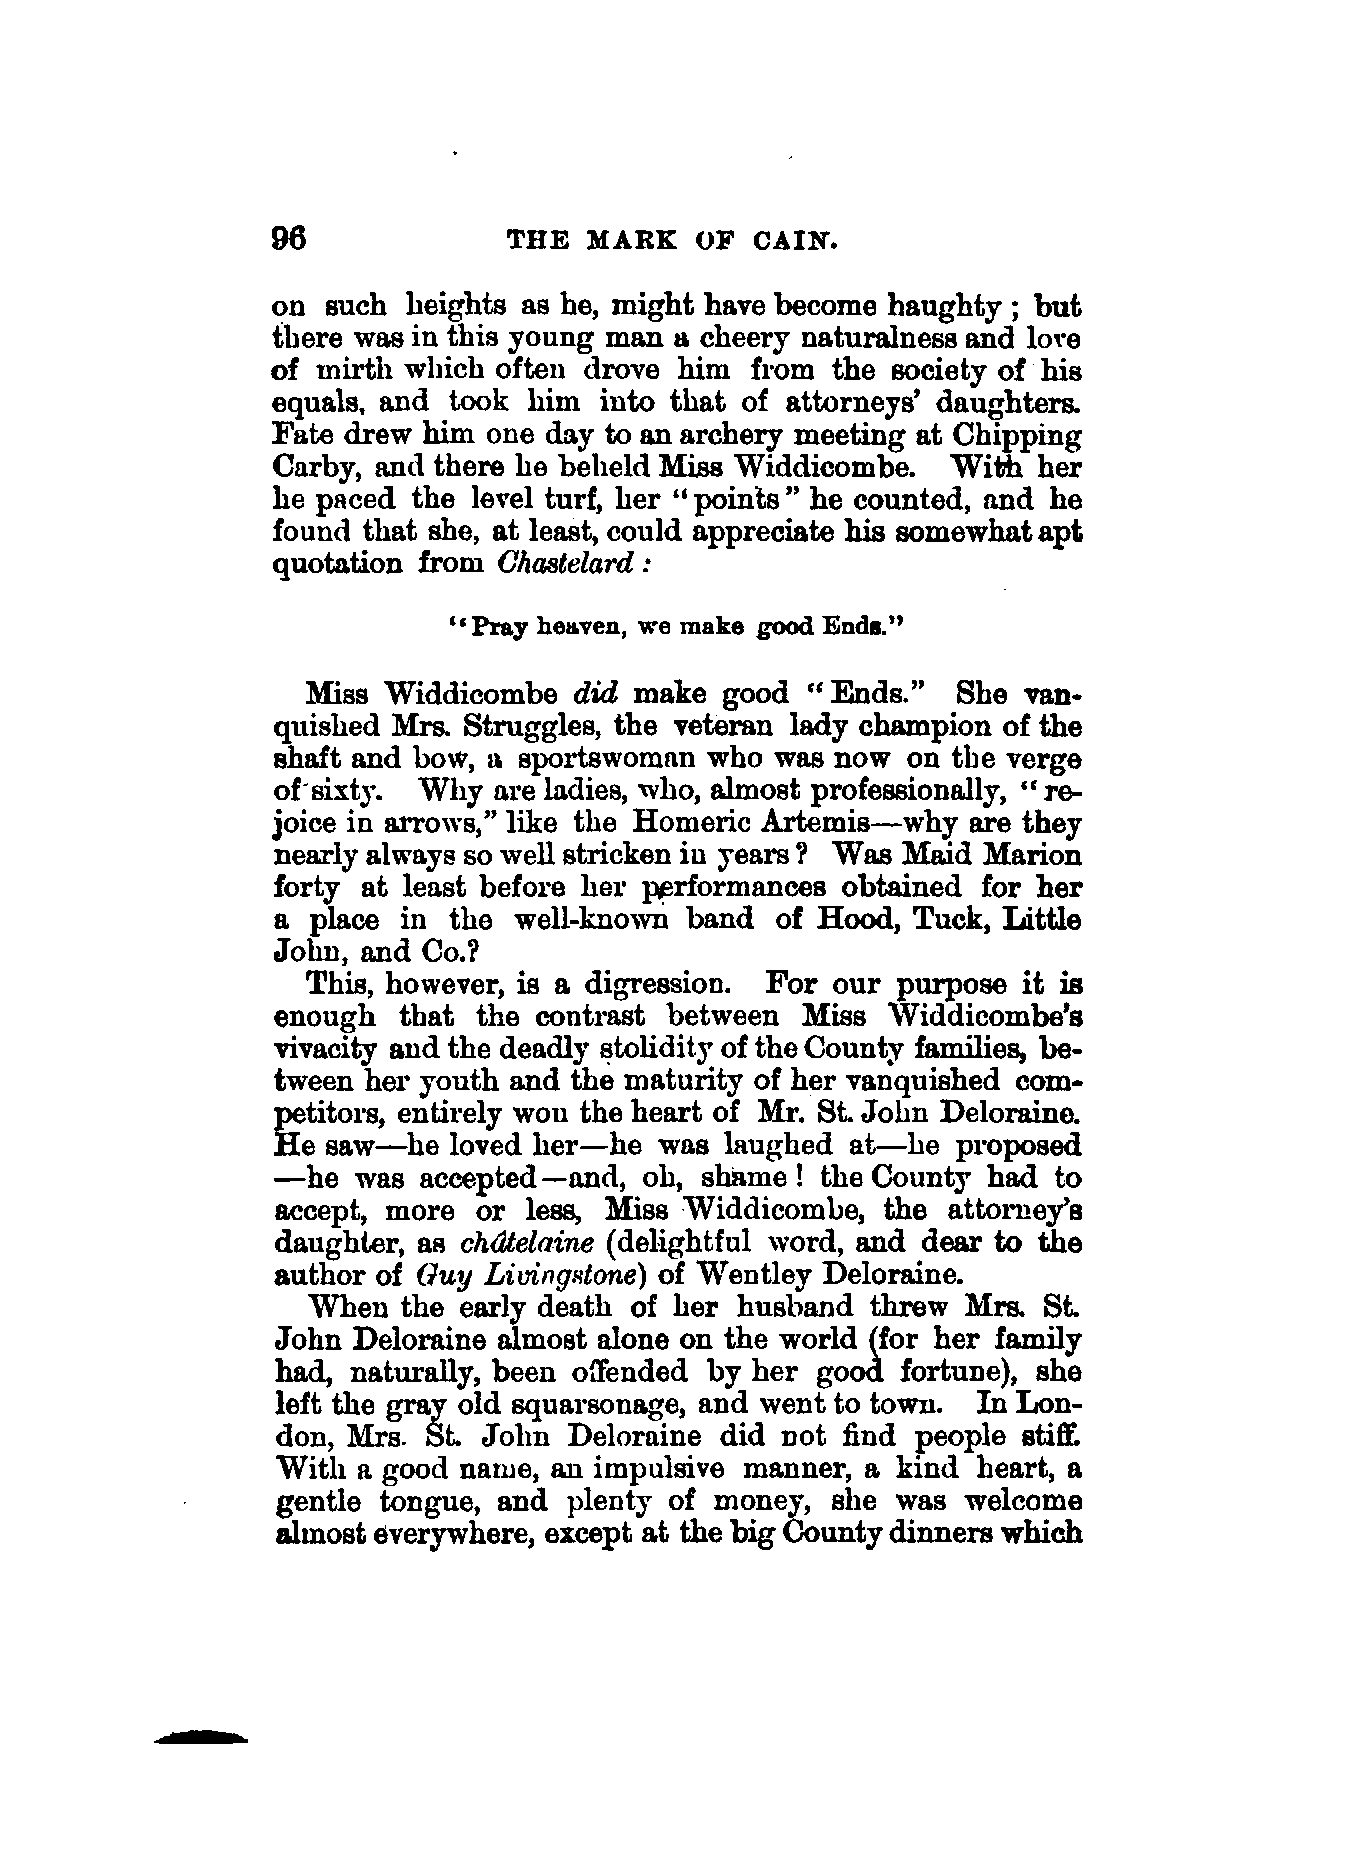 96 THE MARK OF CAIN.
on such heights as he, might have become haughty ; but
there was in this young man a cheery naturalness and love
of mirth which often drove him from the society of his
equals, and took him into that of attorneys' daughters.
Fate drew him one day to an archery meeting at Chipping
Carby, and there he beheld Miss Widdicombe. With her
he paced the level turf, her "points" he counted, and he
found that she, at least, could appreciate his somewhat apt
quotation from Chastelard :
"Pray heaven, we make good Ends."
Miss Widdicombe did make good "Ends." She van-
quished Mrs. Struggles, the veteran lady champion of the
shaft and bow, a sportswoman who was now on the verge
of sixty. Why are ladies, who, almost professionally, "re-
joice in arrows," like the Homeric Artemis—why are they
nearly always so well stricken in years? Was Maid Marion
forty at least before her performances obtained for her
a place in the well-known band of Hood, Tuck, Little
John, and Co.?
This, however, is a digression. For our purpose it is
enough that the contrast between Miss Widdicombe's
vivacity and the deadly stolidity of the County families, be-
tween her youth and the maturity of her vanquished com-
petitors, entirely won the heart of Mr. St. John Deloraine.
He saw—he loved her—he was laughed at—he proposed
—he was accepted—and, oh, shame! the County had to
accept, more or less, Miss Widdicombe, the attorney's
daughter, as châtelaine (delightful word, and dear to the
author of Guy Livingstone) of Wentley Deloraine.
When the early death of her husband threw Mrs. St.
John Deloraine almost alone on the world (for her family
had, naturally, been offended by her good fortune), she
left the gray old squarsonage, and went to town. In Lon-
don, Mrs. St. John Deloraine did not find people stiff.
With a good name, an impulsive manner, a kind heart, a
gentle tongue, and plenty of money, she was welcome
almost everywhere, except at the big County dinners which